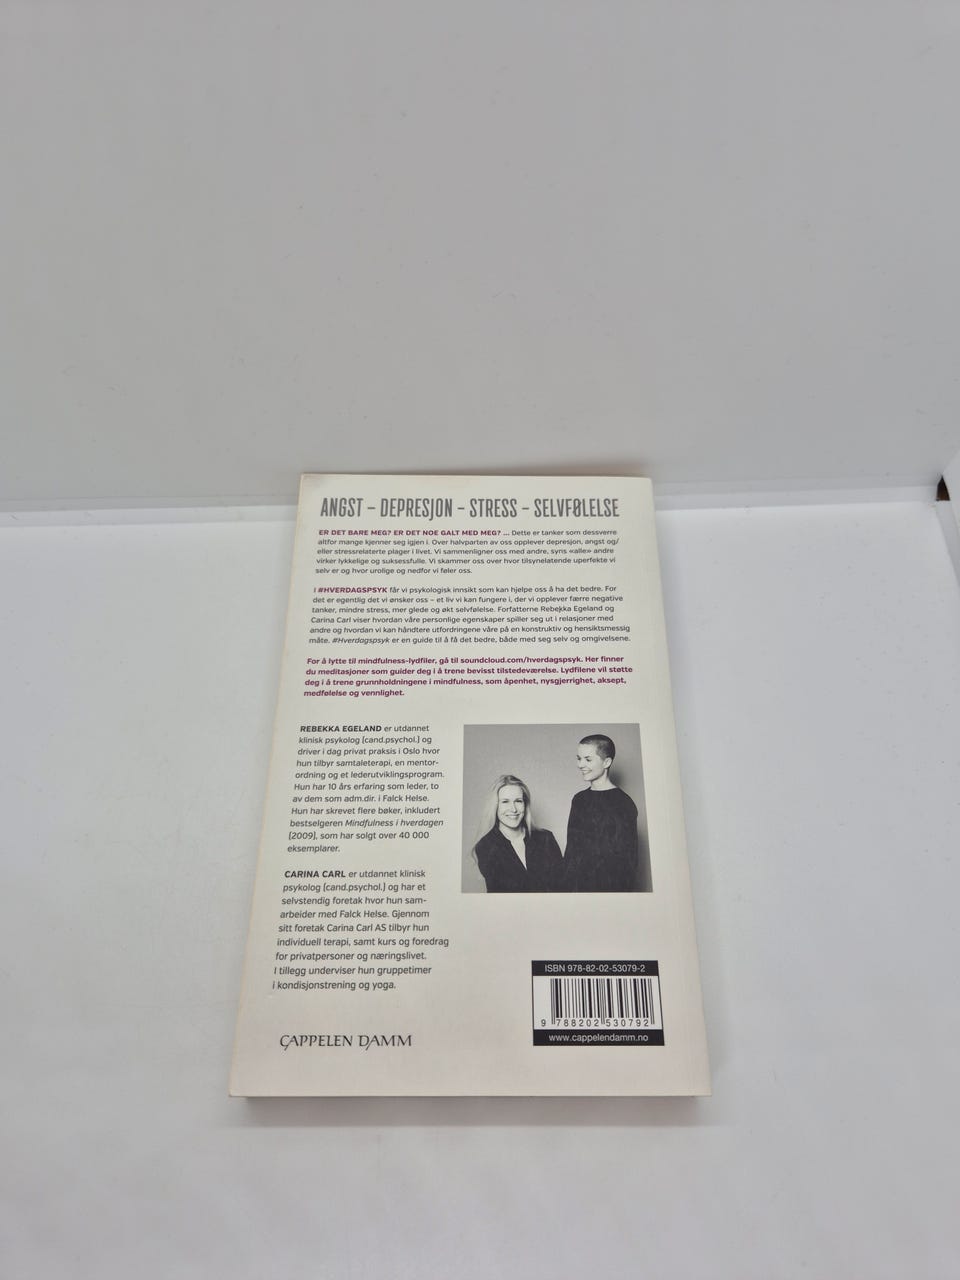 ANGST – DEPRESJON – STRESS – SELVFØLELSE
ER DET BARE MEG? ER DET NOE GALT MED MEG? ... Dette er tanker som dessverre
altfor mange kjenner seg igjen i. Over halvparten av oss opplever depresjon, angst og/
eller stressrelaterte plager i livet. Vi sammenligner oss med andre, syns «alle» andre
virker lykkelige og suksessfulle. Vi skammer oss over hvor tilsynelatende uperfekte vi
selv er og hvor urolige og nedfor vi føler oss.
I #HVERDAGSPSYK får vi psykologisk innsikt som kan hjelpe oss å ha det bedre. For
det er egentlig det vi ønsker oss – et liv vi kan fungere i, der vi opplever færre negative
tanker, mindre stress, mer glede og økt selvfølelse. Forfatterne Rebekka Egeland og
Carina Carl viser hvordan våre personlige egenskaper spiller seg ut i relasjoner med
andre og hvordan vi kan håndtere utfordringene våre på en konstruktiv og hensiktsmessig
måte. #Hverdagspsyk er en guide til å få det bedre, både med seg selv og omgivelsene.
For å lytte til mindfulness-lydfiler, gå til soundcloud.com/hverdagspsyk. Her finner
du meditasjoner som guider deg i å trene bevisst tilstedeværelse. Lydfilene vil støtte
deg i å trene grunnholdningene i mindfulness, som åpenhet, nysgjerrighet, aksept,
medfølelse og vennlighet.
REBEKKA EGELAND er utdannet
klinisk psykolog (cand.psychol.) og
driver i dag privat praksis i Oslo hvor
hun tilbyr samtaleterapi, en mentor-
ordning og et lederutviklingsprogram.
Hun har 10 års erfaring som leder, to
av dem som adm.dir. i Falck Helse.
Hun har skrevet flere bøker, inkludert
bestselgeren Mindfulness i hverdagen
(2009), som har solgt over 40 000
eksemplarer.
CARINA CARL er utdannet klinisk
psykolog (cand.psychol.) og har et
selvstendig foretak hvor hun sam-
arbeider med Falck Helse. Gjennom
sitt foretak Carina Carl AS tilbyr hun
individuell terapi, samt kurs og foredrag
for privatpersoner og næringslivet.
I tillegg underviser hun gruppetimer
i kondisjonstrening og yoga.
CAPPELEN DAMM
ISBN 978-82-02-53079-2
9 788202 530792
www.cappelendamm.no